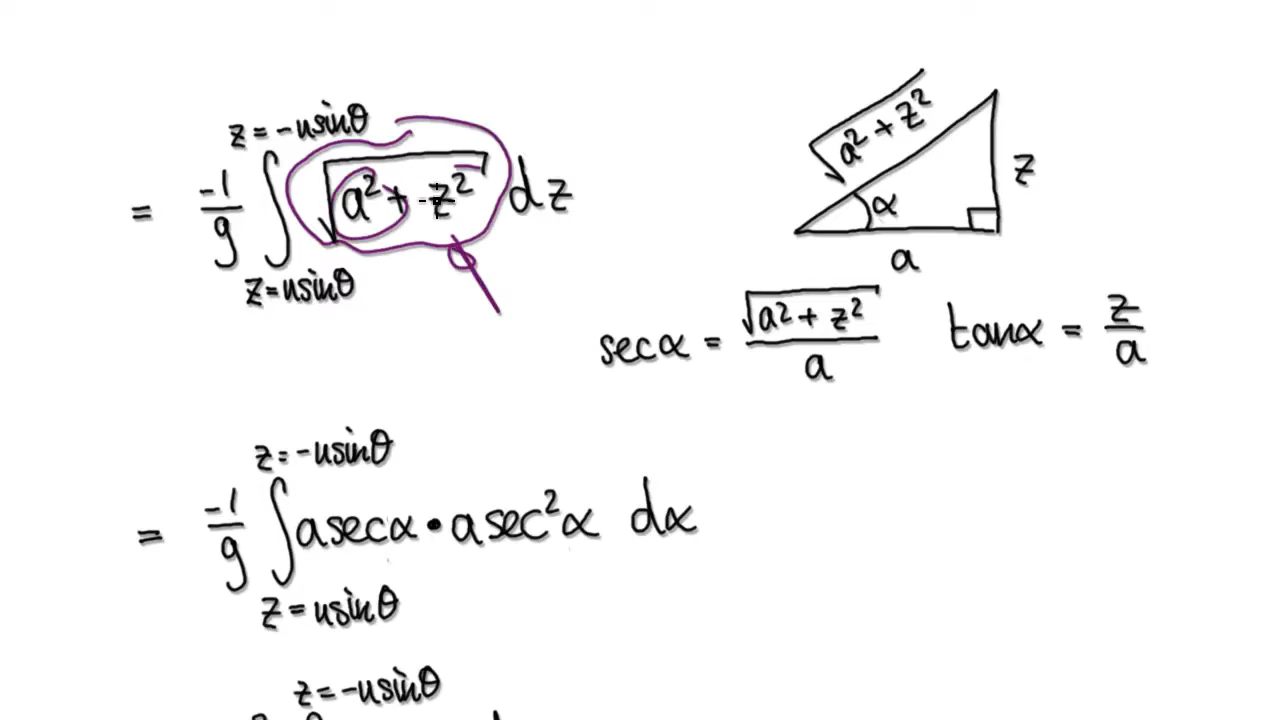 z = -usinθ
= -1/g ∫ √(a² + z²) dz
z = usinθ
√(a² + z²)
z
α
a
secα = √(a² + z²)/a tanα = z/a
z = -usinθ
= -1/g ∫ asecα • asec²α dα
z = usinθ
z = -usinθ